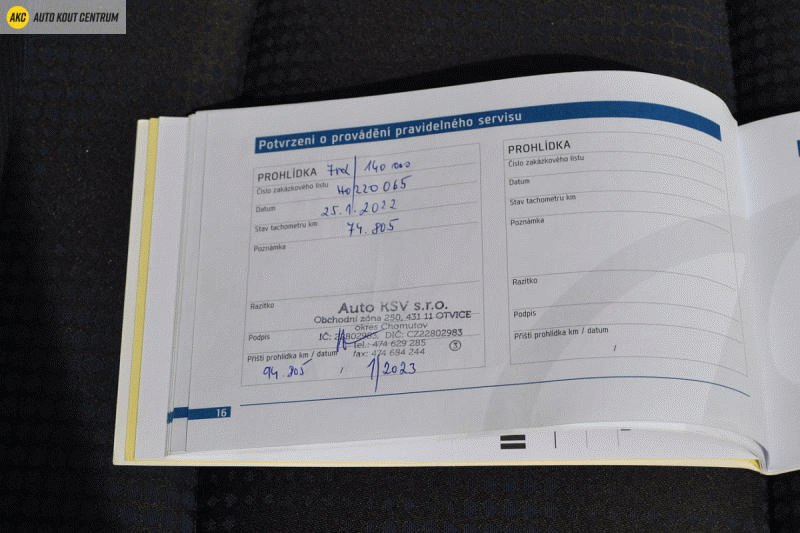 AKC AUTO KOUT CENTRUM
Potvrzení o provádění pravidelného servisu
PROHLÍDKA 7rok / 140 000
Číslo zakázkového listu H0220065
Datum 25.1.2022
Stav tachometru km 74.805
Poznámka
Razítko
Auto KSV s.r.o.
Obchodní zóna 250, 431 11 OTVICE
okres Chomutov
IČ: 22802983, DIČ: CZ22802983
Podpis
Tel.: 474 629 285
fax: 474 684 244
3
Příští prohlídka km / datum
94.805 / 1/2023
PROHLÍDKA
Číslo zakázkového listu
Datum
Stav tachometru km
Poznámka
Razítko
Podpis
Příští prohlídka km / datum
/
16